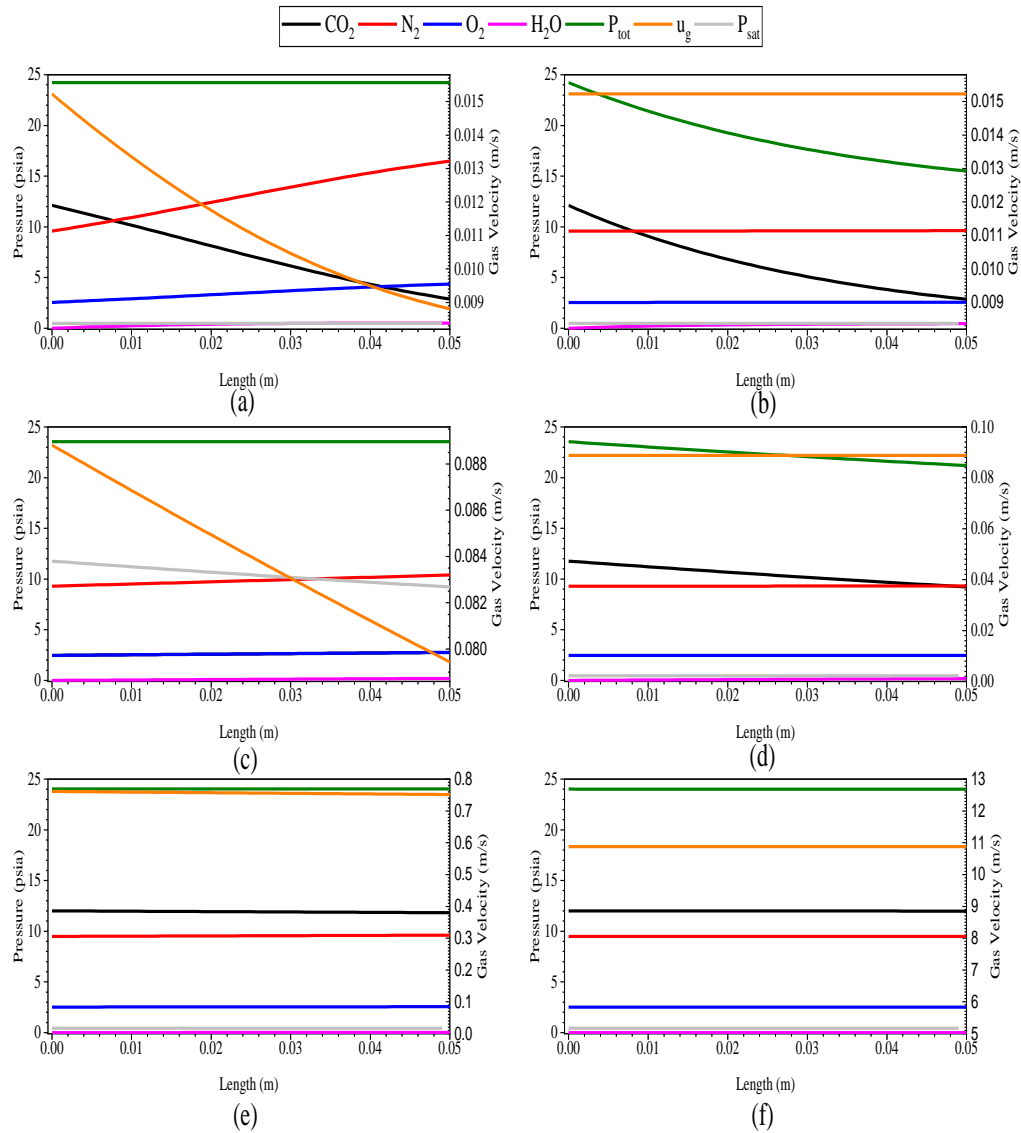 CO2 N2 O2 H2O Ptot ug Psat
25 20 15 10 5 0
Pressure (psia)
0.015 0.014 0.013 0.012 0.011 0.010 0.009
Gas Velocity (m/s)
0.00 0.01 0.02 0.03 0.04 0.05
Length (m)
(a)
25 20 15 10 5 0
Pressure (psia)
0.015 0.014 0.013 0.012 0.011 0.010 0.009
Gas Velocity (m/s)
0.00 0.01 0.02 0.03 0.04 0.05
Length (m)
(b)
25 20 15 10 5 0
Pressure (psia)
0.088 0.086 0.084 0.082 0.080
Gas Velocity (m/s)
0.00 0.01 0.02 0.03 0.04 0.05
Length (m)
(c)
25 20 15 10 5 0
Pressure (psia)
0.10 0.08 0.06 0.04 0.02 0.00
Gas Velocity (m/s)
0.00 0.01 0.02 0.03 0.04 0.05
Length (m)
(d)
25 20 15 10 5 0
Pressure (psia)
0.8 0.7 0.6 0.5 0.4 0.3 0.2 0.1 0.0
Gas Velocity (m/s)
0.00 0.01 0.02 0.03 0.04 0.05
Length (m)
(e)
25 20 15 10 5 0
Pressure (psia)
13 12 11 10 9 8 7 6 5
Gas Velocity (m/s)
0.00 0.01 0.02 0.03 0.04 0.05
Length (m)
(f)